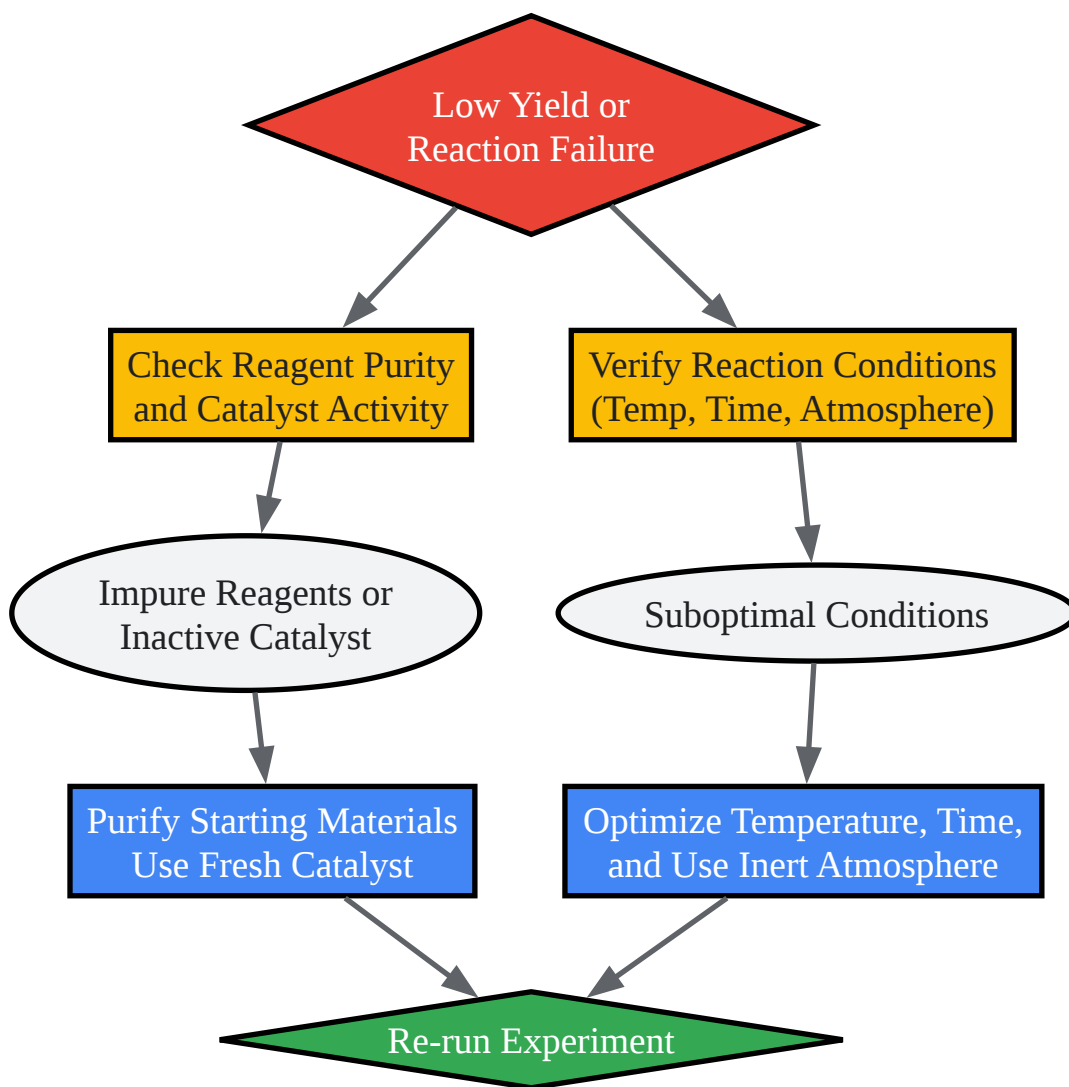 Low Yield or
Reaction Failure
Check Reagent Purity
and Catalyst Activity
Verify Reaction Conditions
(Temp, Time, Atmosphere)
Impure Reagents or
Inactive Catalyst
Suboptimal Conditions
Purify Starting Materials
Use Fresh Catalyst
Optimize Temperature, Time,
and Use Inert Atmosphere
Re-run Experiment